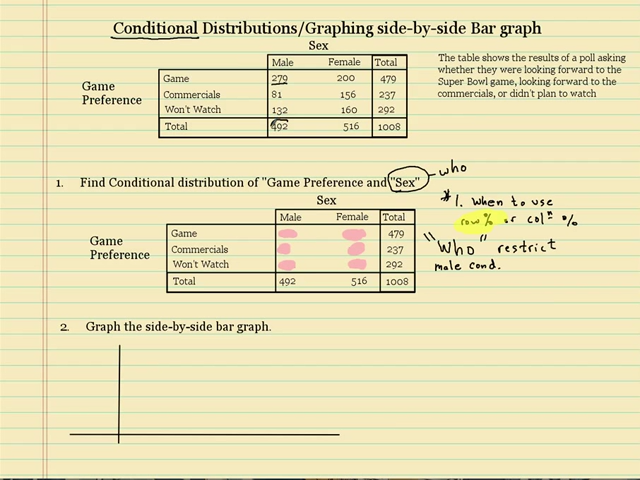 Conditional Distributions/Graphing side-by-side Bar graph
Sex
Male Female Total
Game Preference
Game 279 200 479
Commercials 81 156 237
Won't Watch 132 160 292
Total 492 516 1008
The table shows the results of a poll asking
whether they were looking forward to the
Super Bowl game, looking forward to the
commercials, or didn't plan to watch
1. Find Conditional distribution of "Game Preference and "Sex"
who
Sex
Male Female Total
Game Preference
Game 479
Commercials 237
Won't Watch 292
Total 492 516 1008
*1. When to use
row % or coln %
"Who" restrict
male cond.
2. Graph the side-by-side bar graph.